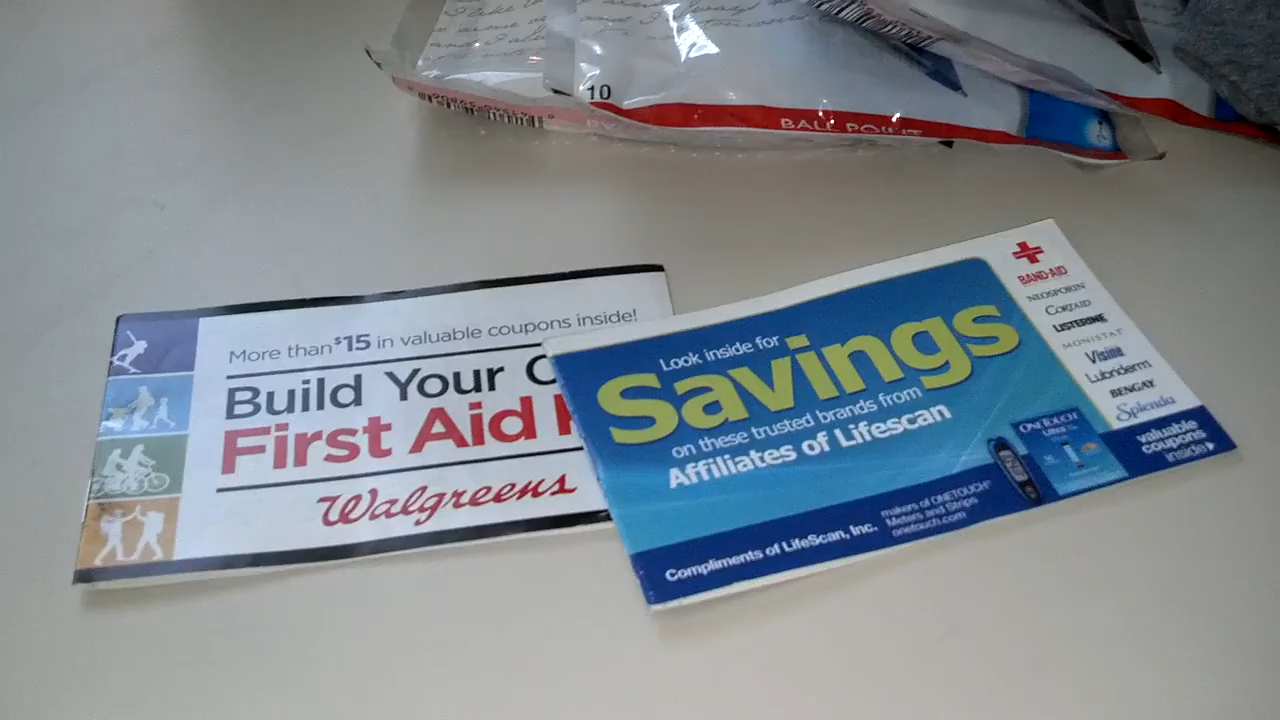 10
BALL POINT
More than $15 in valuable coupons inside!
Build Your
First Aid
Walgreens
Look inside for
Savings
on these trusted brands from
Affiliates of Lifescan
Compliments of LifeScan, Inc.
makers of ONETOUCH®
Meters and Strips
onetouch.com
BAND-AID
NEOSPORIN
CORTAID
LISTERINE
MONISTAT
Visine
Lubriderm
BENGAY
Splenda
ONETOUCH
valuable
coupons
inside